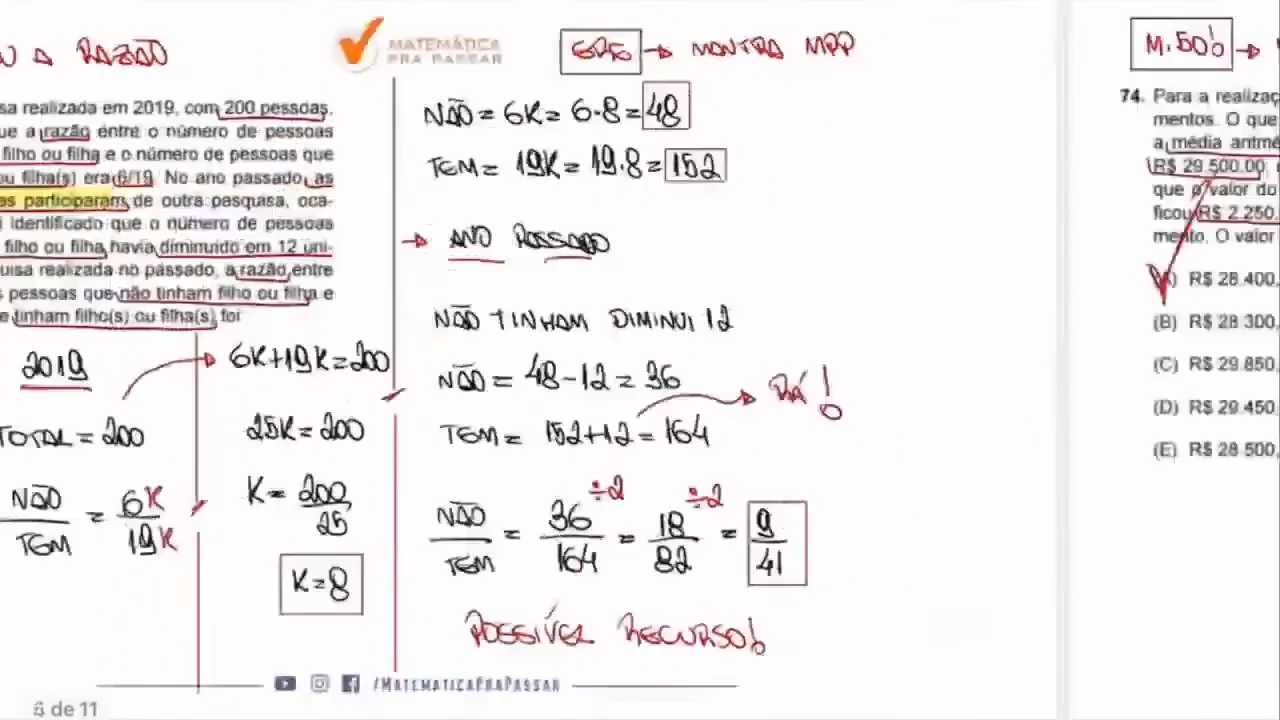 A RAZÃO
MATEMÁTICA
PRA PASSAR
→ MONTRA MPP
sa realizada em 2019, com 200 pessoas,
ue a razão entre o número de pessoas
filho ou filha e o número de pessoas que
ou filha(s) era 6/19. No ano passado, as
as participaram de outra pesquisa, oca-
i identificado que o número de pessoas
filho ou filha havia diminuído em 12 uni-
uisa realizada no passado, a razão entre
s pessoas que não tinham filho ou filha e
e tinham filho(s) ou filha(s) foi
2019
TOTAL = 200
NÃO / TEM = 6K / 19K
6K+19K=200
25K=200
K= 200 / 25
K=8
NÃO = 6K = 6·8 = 48
TEM = 19K = 19·8 = 152
→ ANO PASSADO
NÃO TINHAM DIMINUI 12
NÃO = 48-12 = 36
TEM = 152+12 = 164
RÁ!
NÃO / TEM = 36 / 164 = 18 / 82 = 9 / 41
÷2 ÷2
POSSÍVEL RECURSO!
/MATEMATICAPRAPASSAR
6 de 11
M.50! →
74. Para a realizaç
mentos. O que
a média aritmé
R$ 29.500,00
que o valor do
ficou R$ 2.250,
mento. O valor
R$ 28.400,
(B) R$ 28.300,
(C) R$ 29.850,
(D) R$ 29.450,
(E) R$ 28.500,